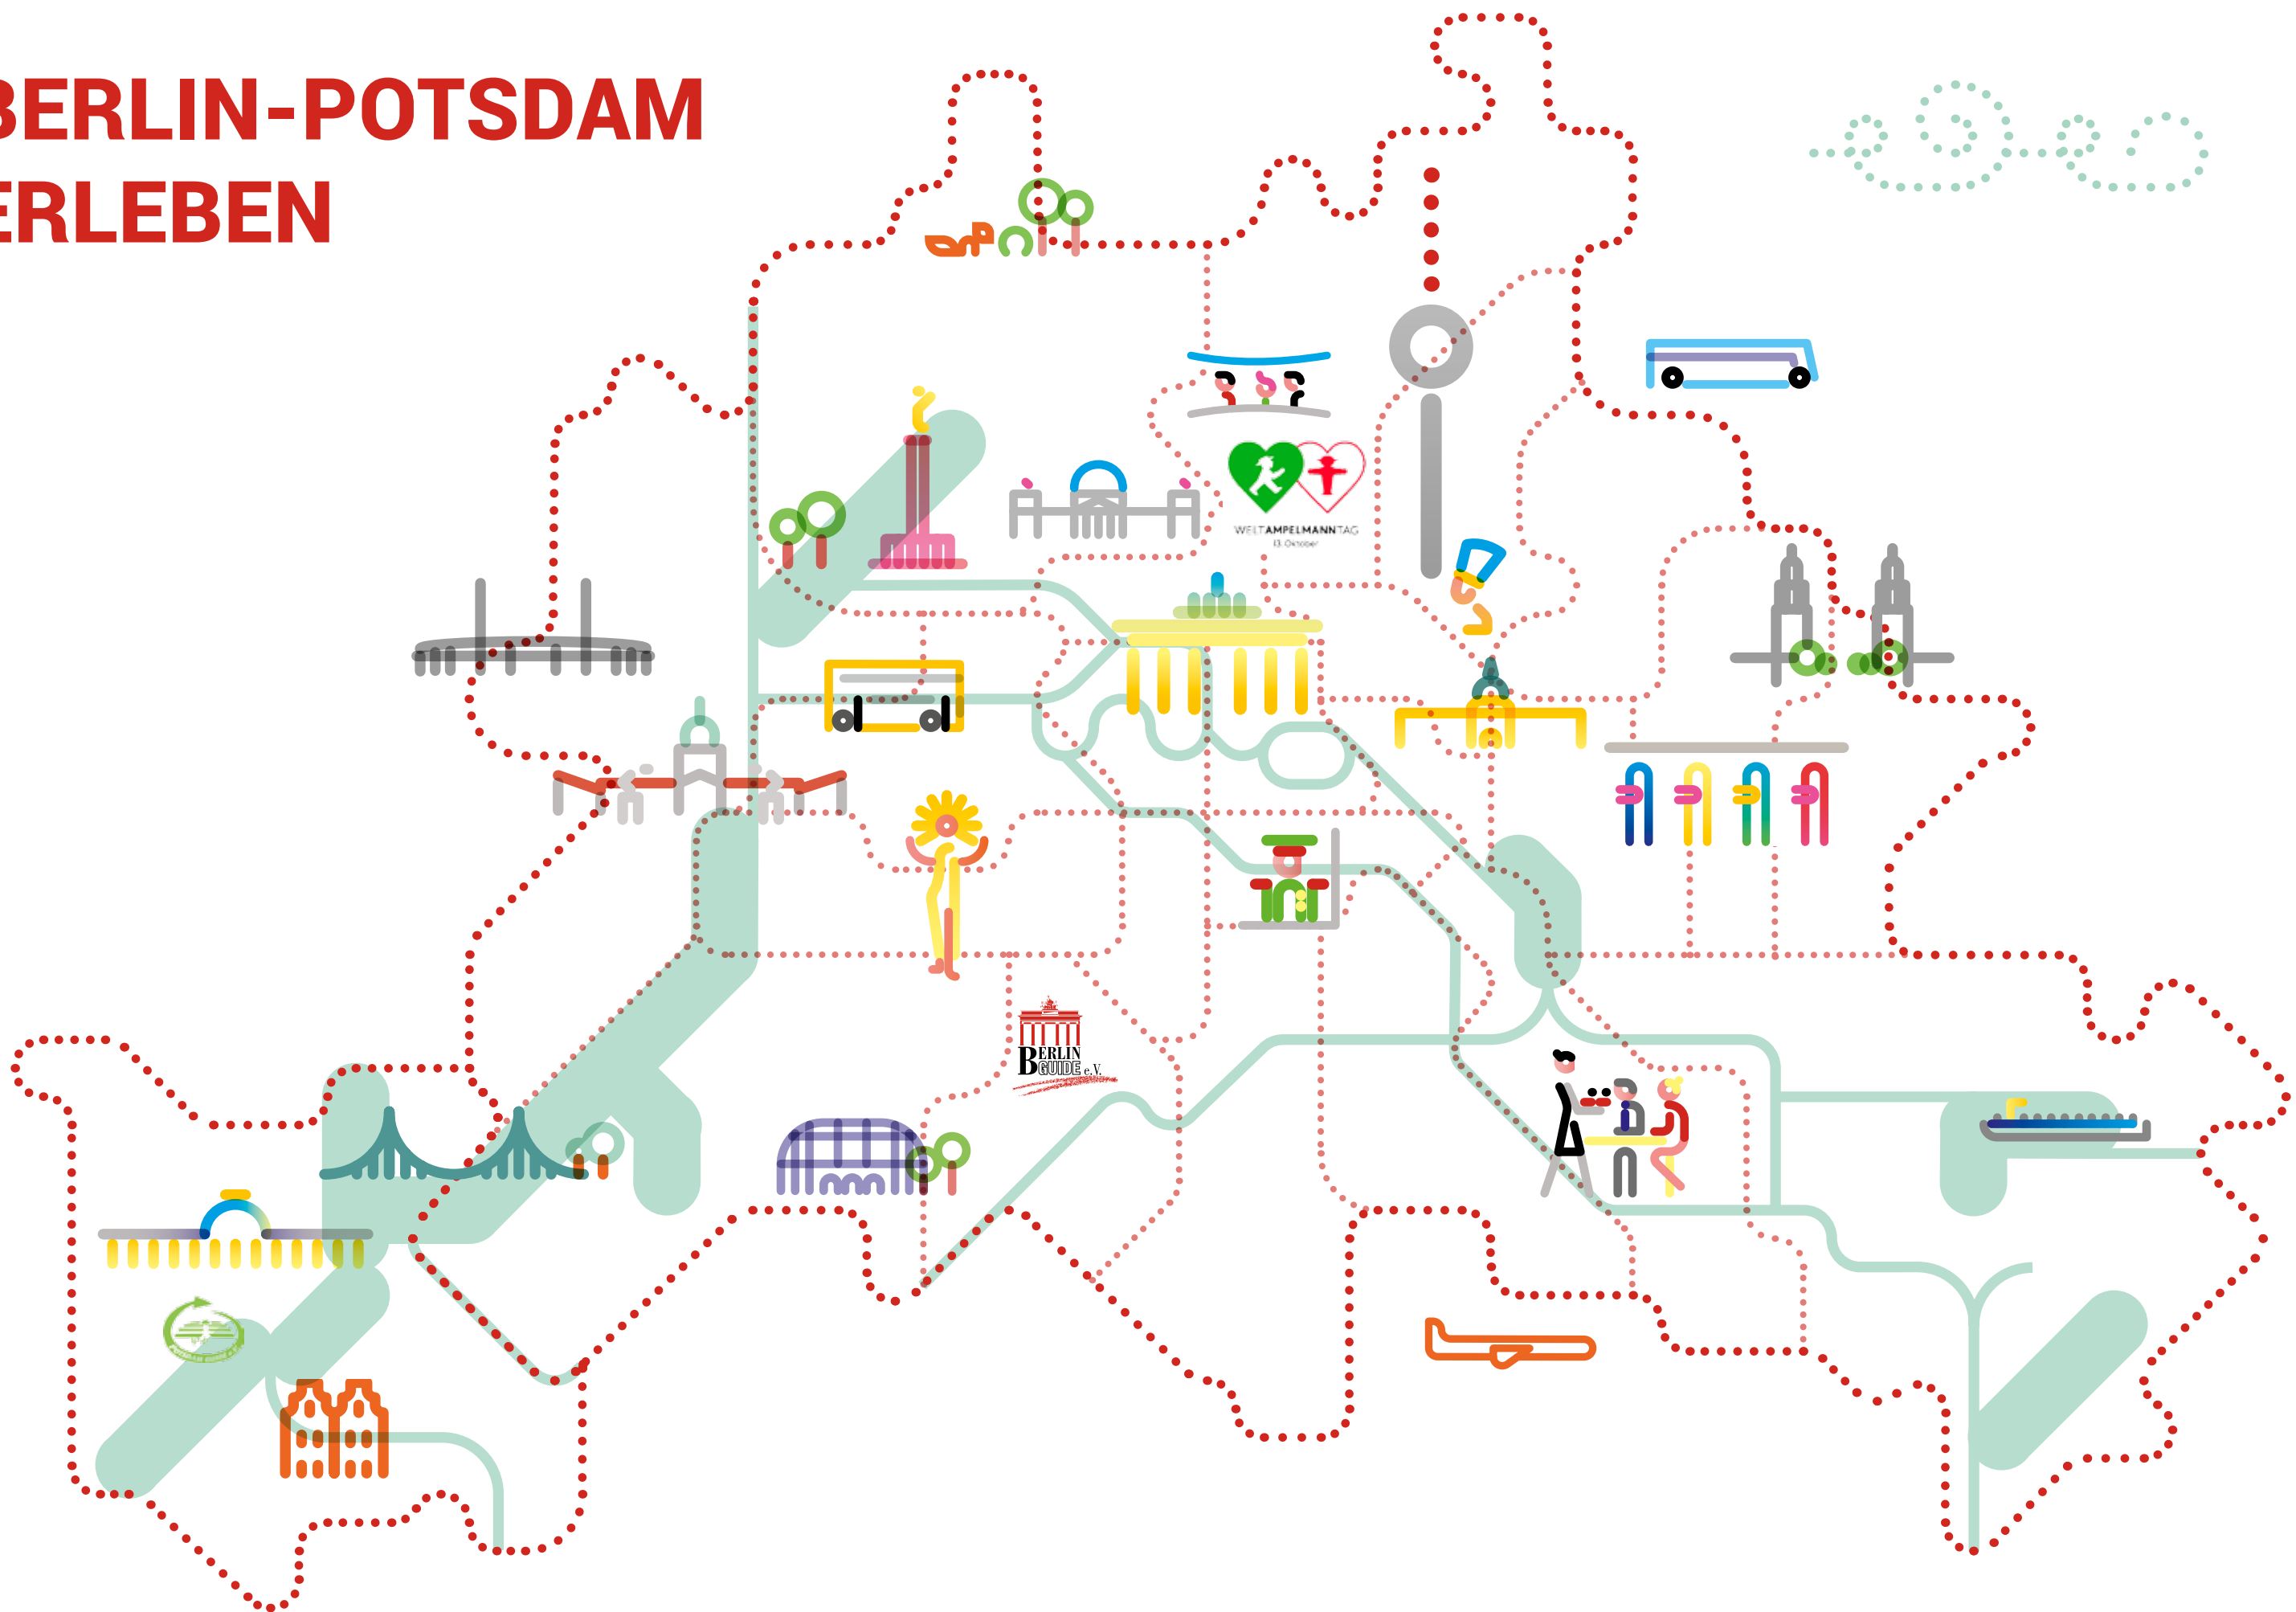 BERLIN-POTSDAM
ERLEBEN
WELTAMPELMANNTAG
13. Oktober
BERLIN
GUIDE e.V.